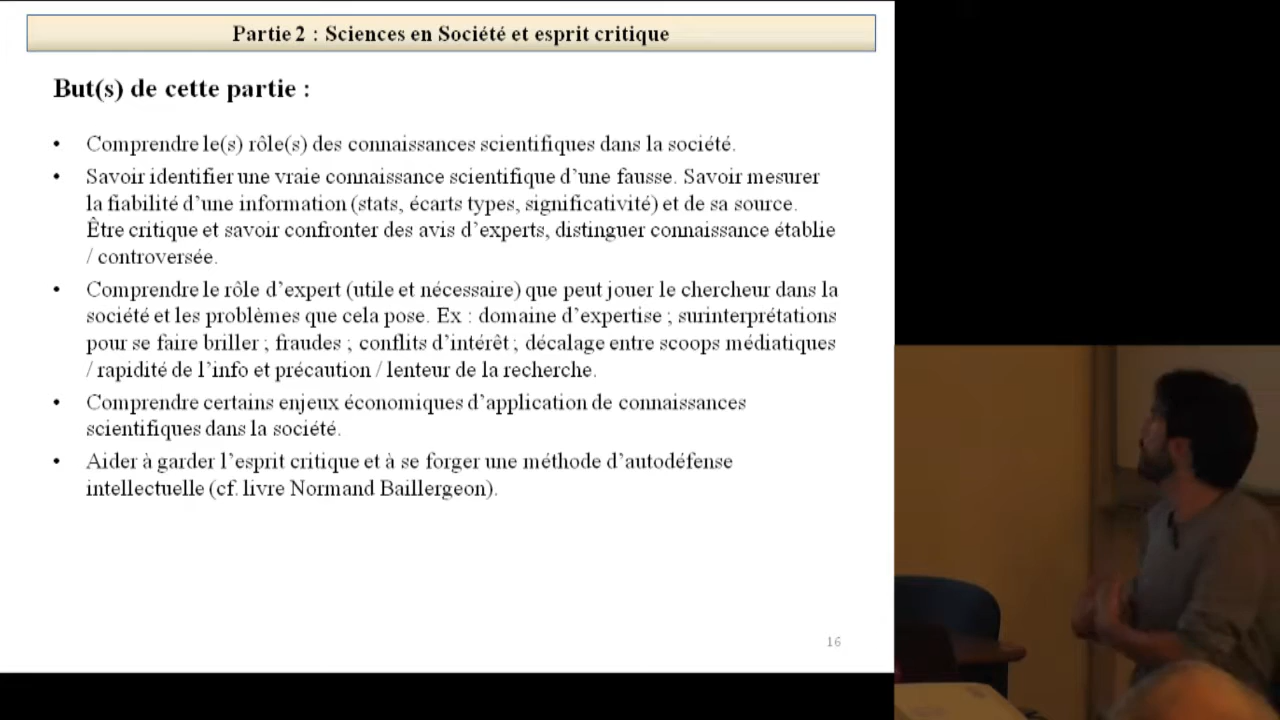 Partie 2 : Sciences en Société et esprit critique
But(s) de cette partie :
• Comprendre le(s) rôle(s) des connaissances scientifiques dans la société.
• Savoir identifier une vraie connaissance scientifique d’une fausse. Savoir mesurer
la fiabilité d’une information (stats, écarts types, significativité) et de sa source.
Être critique et savoir confronter des avis d’experts, distinguer connaissance établie
/ controversée.
• Comprendre le rôle d’expert (utile et nécessaire) que peut jouer le chercheur dans la
société et les problèmes que cela pose. Ex : domaine d’expertise ; surinterprétations
pour se faire briller ; fraudes ; conflits d’intérêt ; décalage entre scoops médiatiques
/ rapidité de l’info et précaution / lenteur de la recherche.
• Comprendre certains enjeux économiques d’application de connaissances
scientifiques dans la société.
• Aider à garder l’esprit critique et à se forger une méthode d’autodéfense
intellectuelle (cf. livre Normand Baillergeon).
16